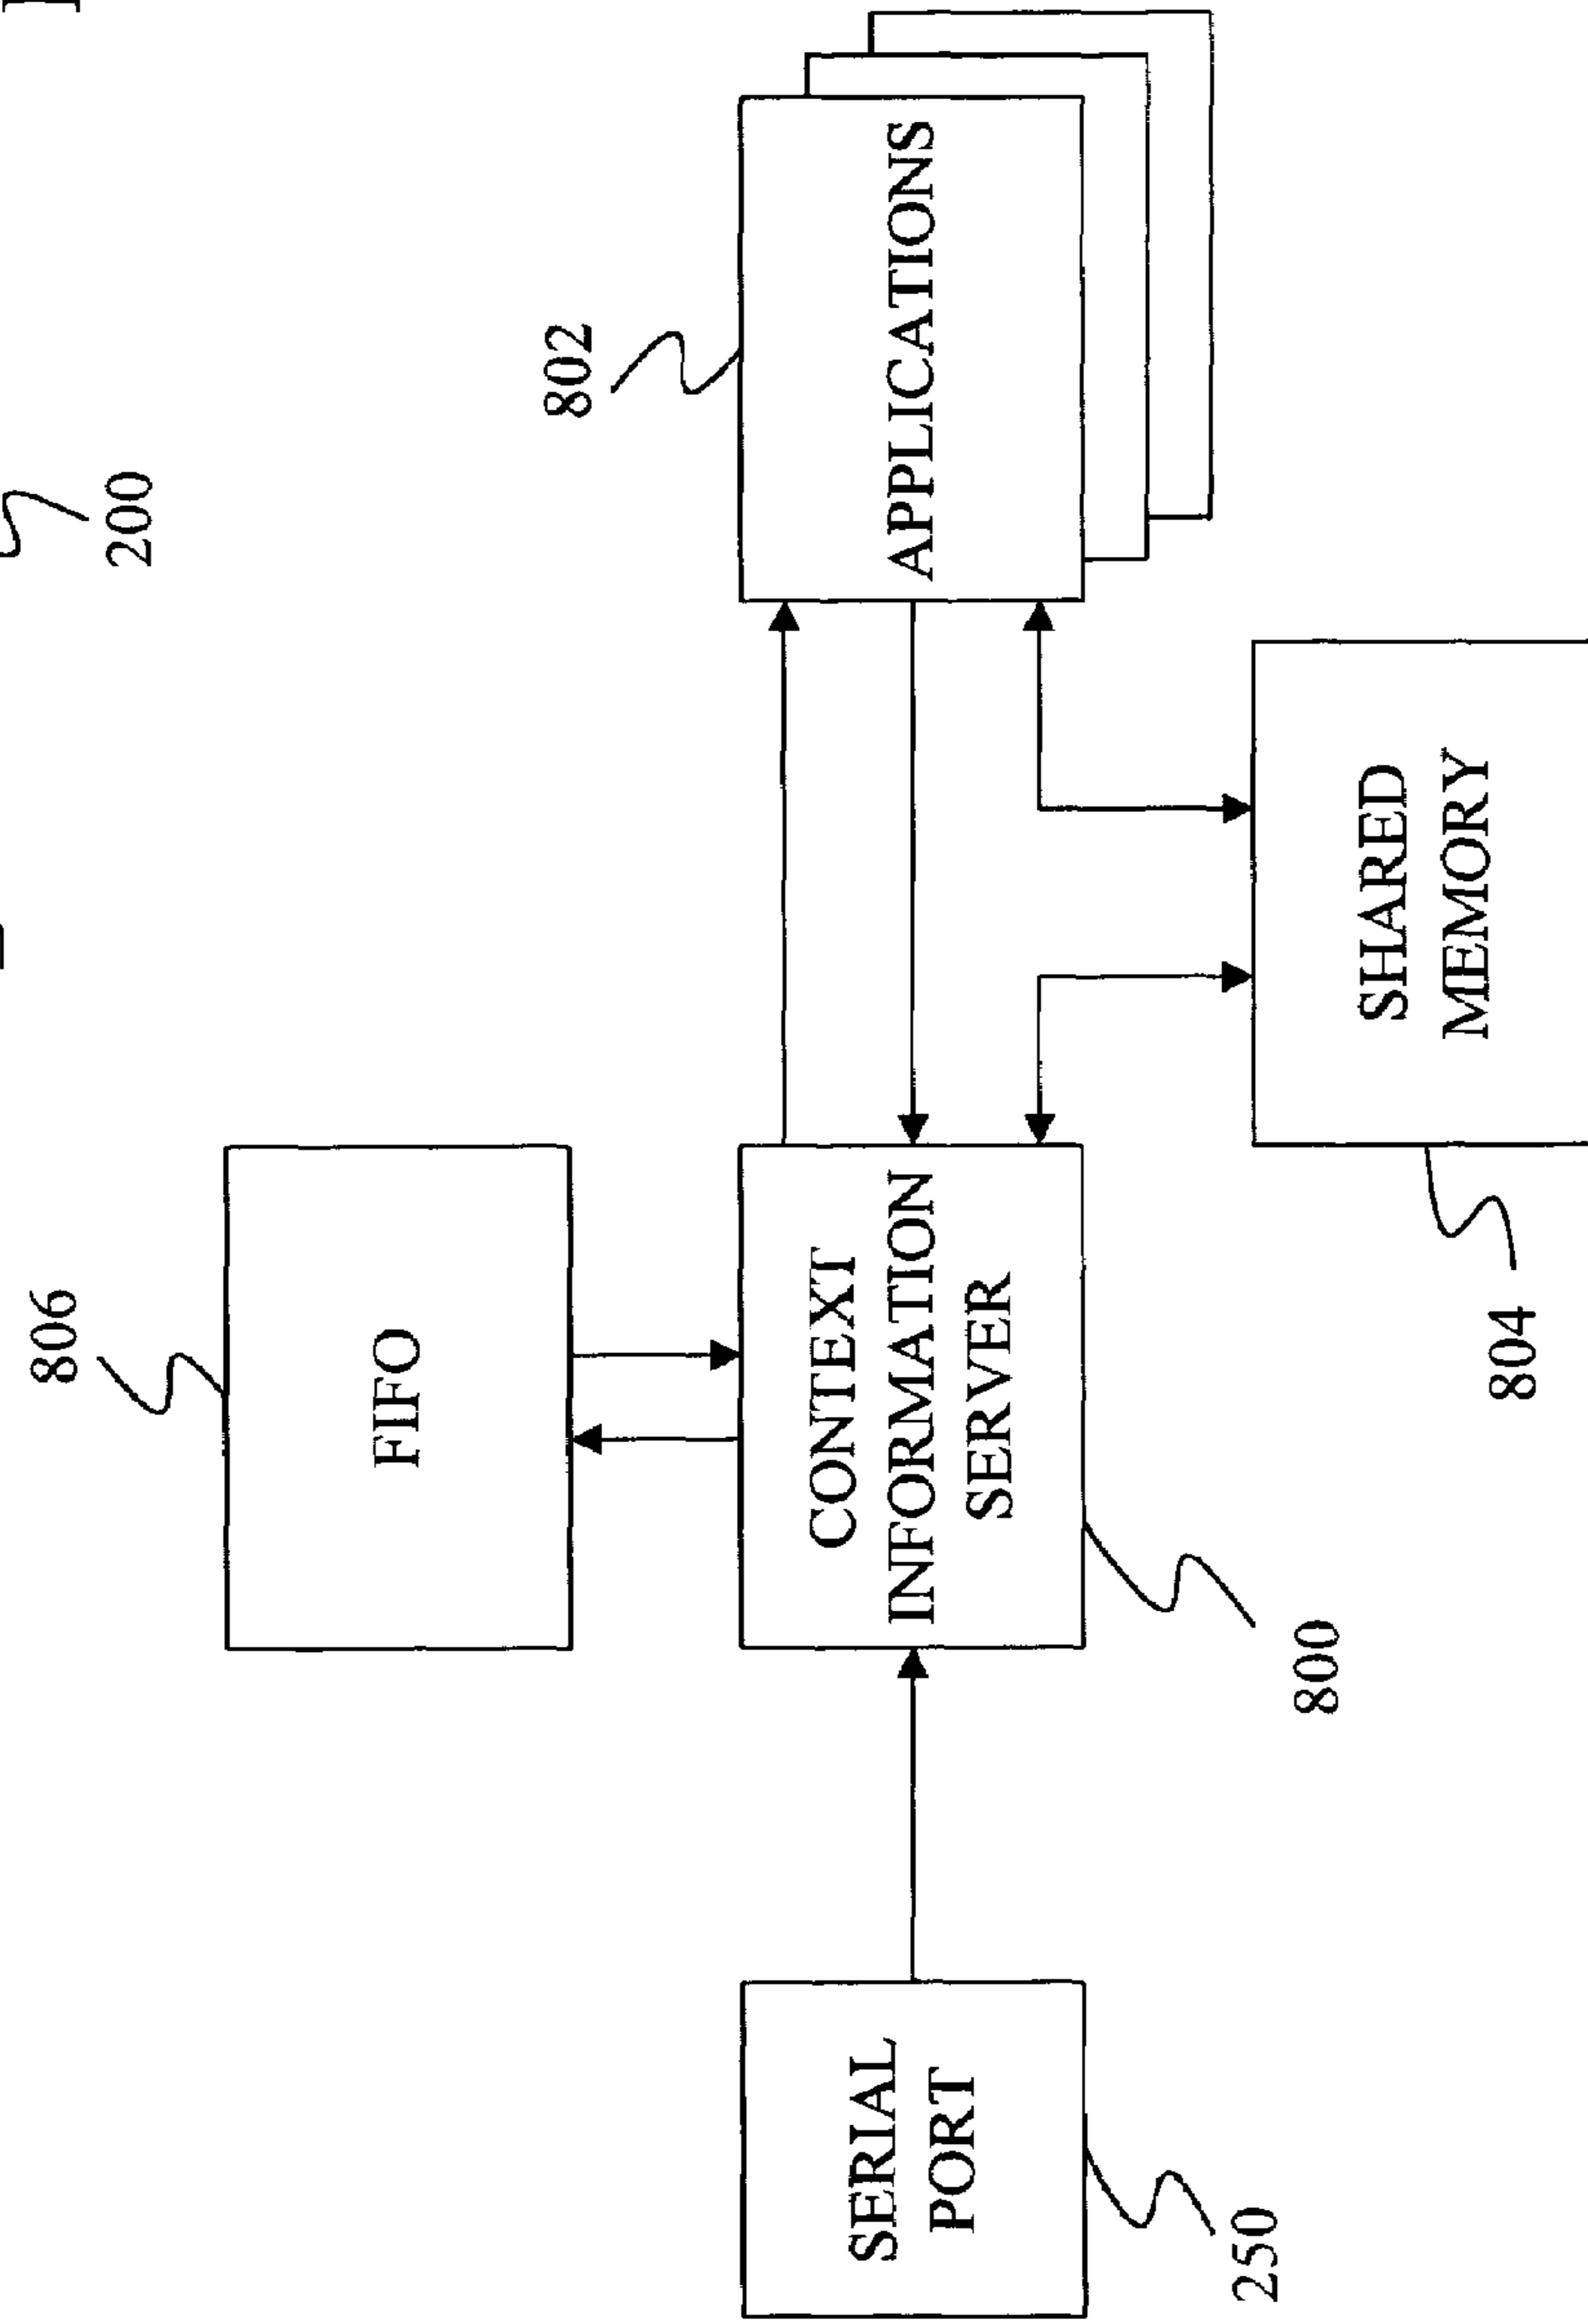 200
806
FIFO
802
APPLICATIONS
CONTEXT
INFORMATION
SERVER
SERIAL
PORT
800
250
SHARED
MEMORY
804